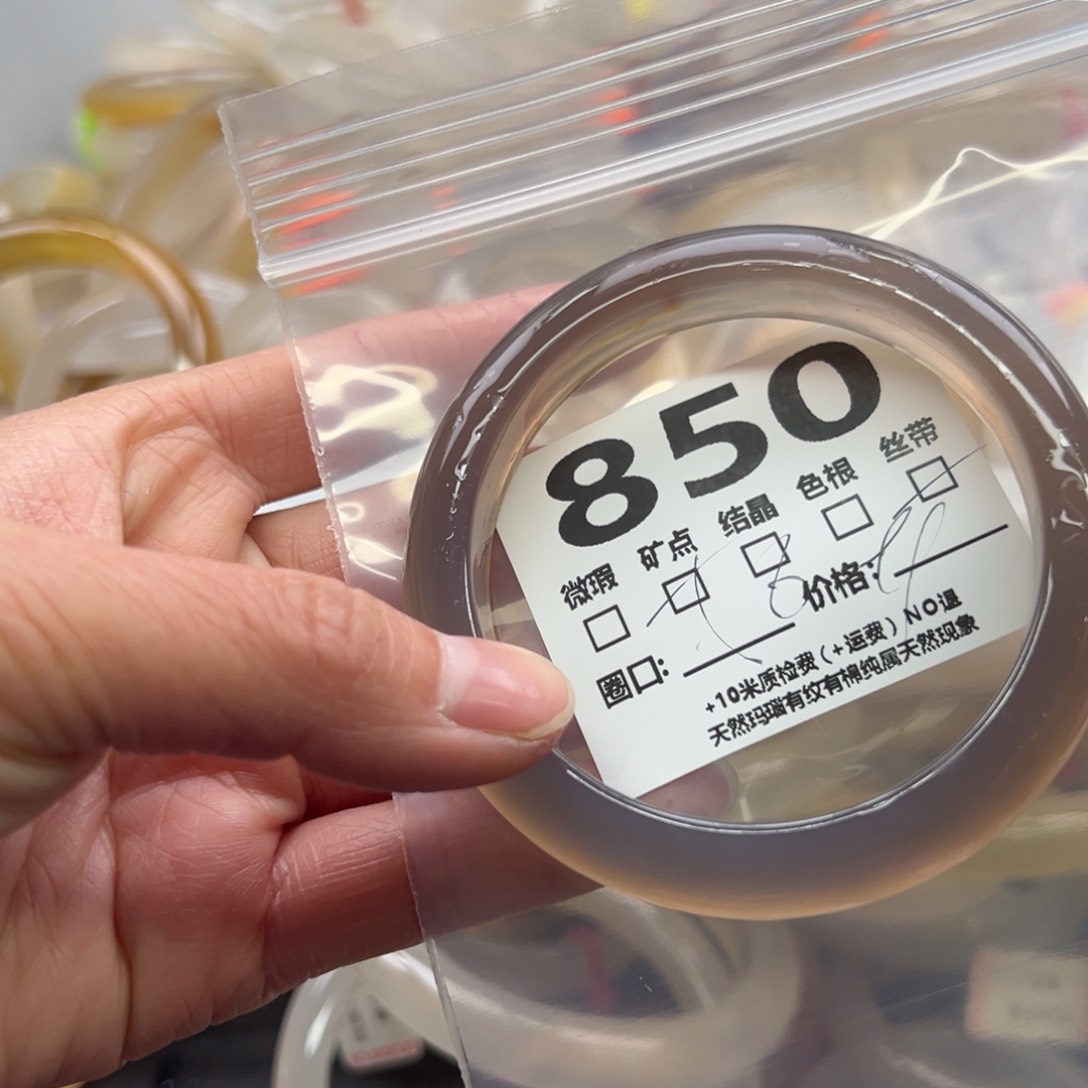 850
微瑕 矿点 结晶 色根 丝带
圈口: 价格:
+10米质检费(+运费)NO退
天然玛瑙有纹有棉纯属天然现象